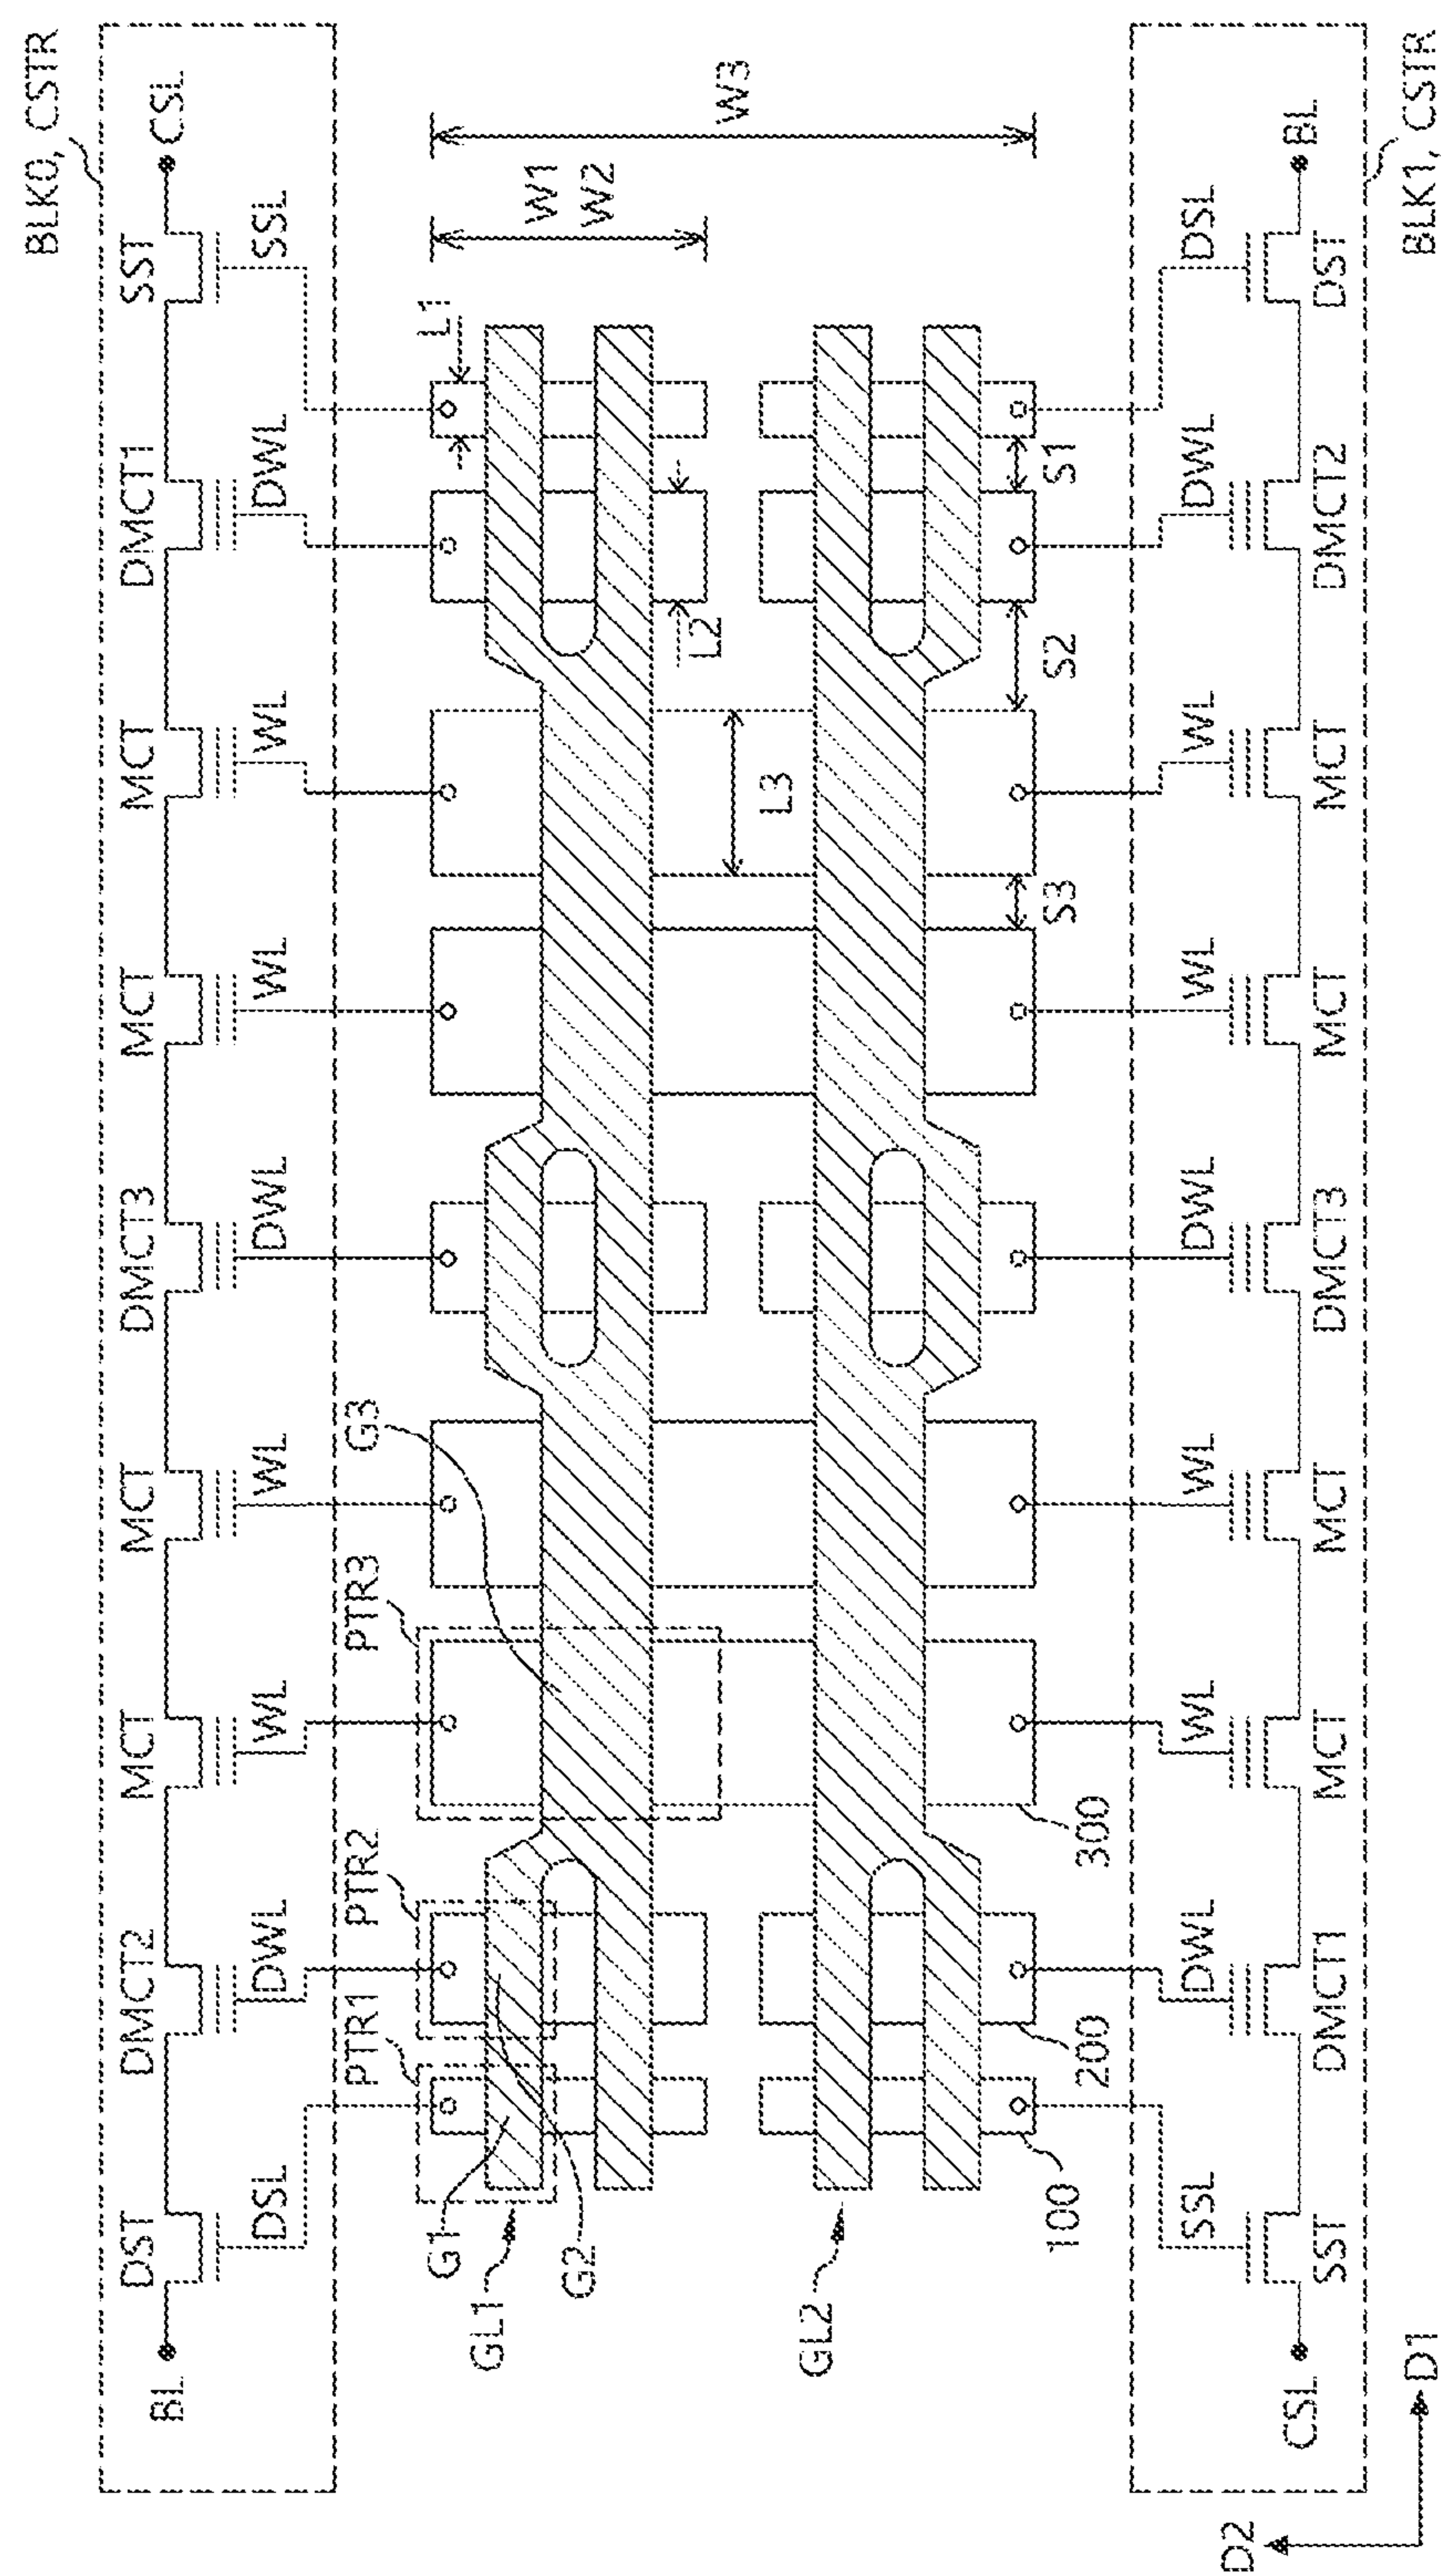 BLK0, CSTR
BL
DST
DMCT2
MCT
MCT
DMCT3
MCT
MCT
DMCT1
SST
CSL
DSL
DWL
WL
WL
DWL
WL
WL
DWL
SSL
PTR1
PTR2
PTR3
G3
L1
W1
W2
W3
G1
GL1
G2
L2
L3
GL2
100
200
300
S3
S2
S1
SSL
DWL
WL
WL
DWL
WL
WL
DWL
DSL
CSL
SST
DMCT1
MCT
MCT
DMCT3
MCT
MCT
DMCT2
DST
BL
BLK1, CSTR
D2
D1